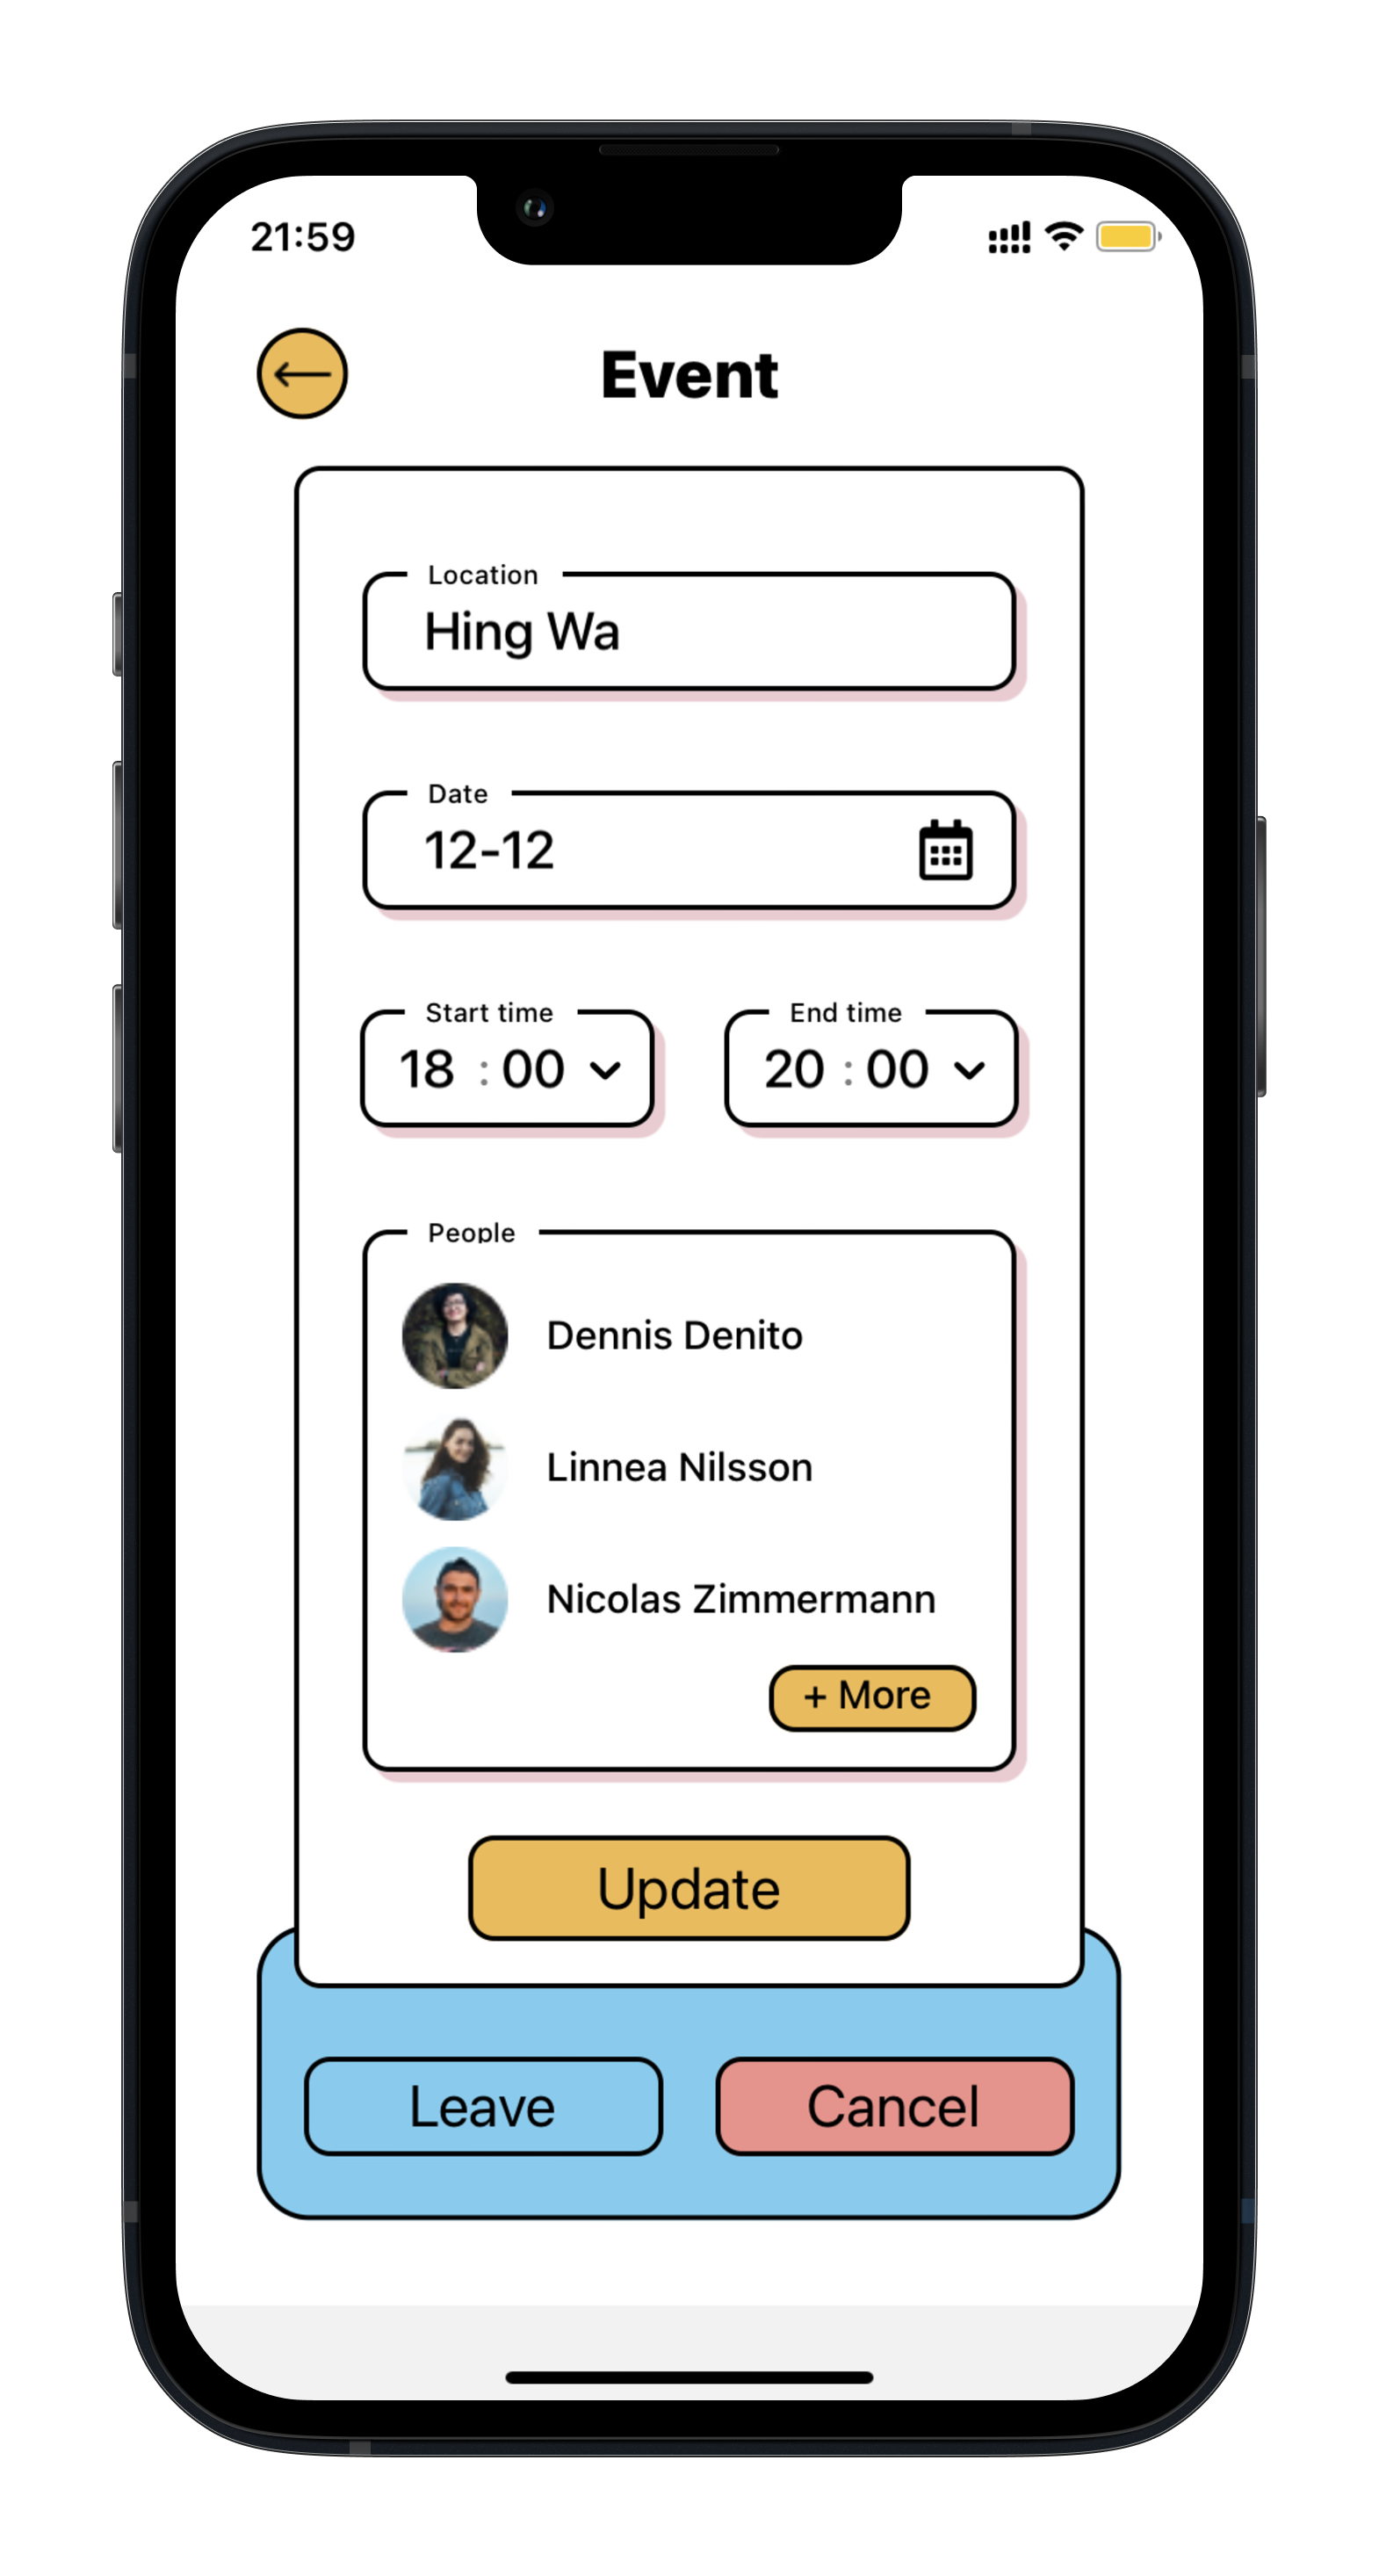 21:59
Event
Location
Hing Wa
Date
12-12
Start time
End time
18 : 00
20 : 00
People
Dennis Denito
Linnea Nilsson
Nicolas Zimmermann
+ More
Update
Leave
Cancel